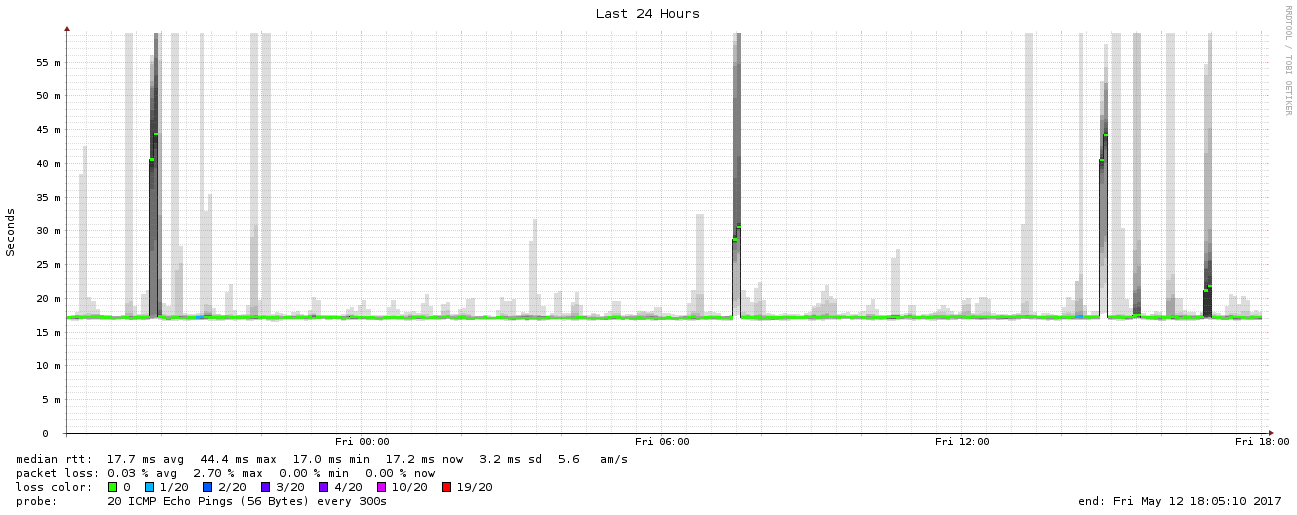 Last 24 Hours
RRDTOOL / TOBI OETIKER
Seconds
55 m
50 m
45 m
40 m
35 m
30 m
25 m
20 m
15 m
10 m
5 m
0
Fri 00:00 Fri 06:00 Fri 12:00 Fri 18:00
median rtt: 17.7 ms avg 44.4 ms max 17.0 ms min 17.2 ms now 3.2 ms sd 5.6 am/s
packet loss: 0.03 % avg 2.70 % max 0.00 % min 0.00 % now
loss color: 0 1/20 2/20 3/20 4/20 10/20 19/20
probe: 20 ICMP Echo Pings (56 Bytes) every 300s end: Fri May 12 18:05:10 2017